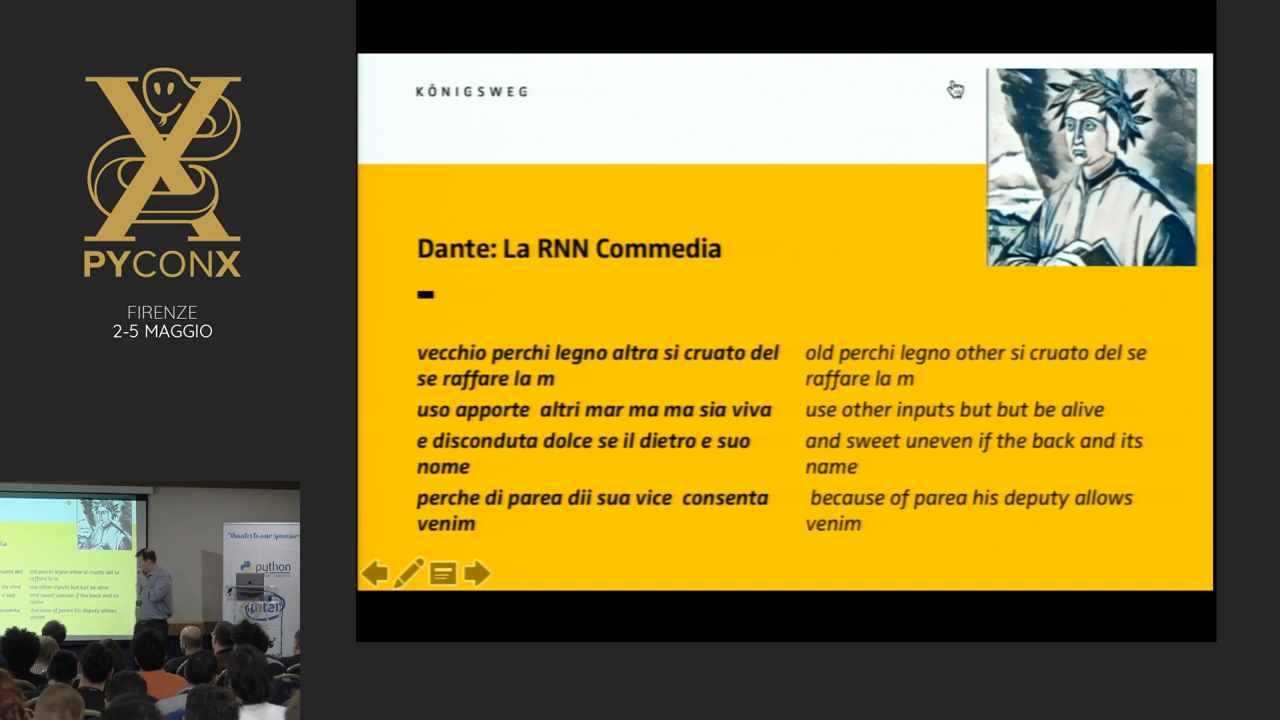 PYCONX
FIRENZE
2-5 MAGGIO
KÖNIGSWEG
Dante: La RNN Commedia
vecchio perchi legno altra si cruato del
se raffare la m
uso apporte altri mar ma ma sia viva
e disconduta dolce se il dietro e suo
nome
perche di parea dii sua vice consenta
venim
old perchi legno other si cruato del se
raffare la m
use other inputs but but be alive
and sweet uneven if the back and its
name
because of parea his deputy allows
venim
Thanks to our sponsor
python
intel